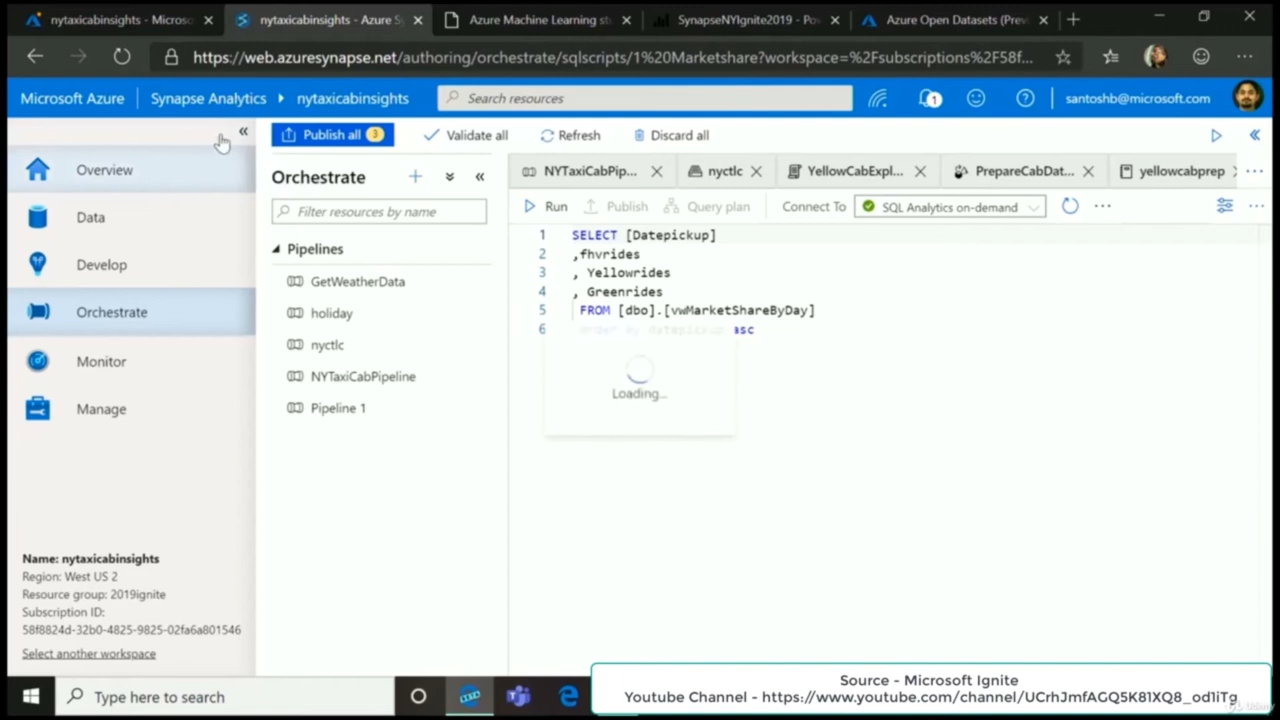 nytaxicabinsights - Microso
nytaxicabinsights - Azure S
Azure Machine Learning st
SynapseNYIgnite2019 - Po
Azure Open Datasets (Prev
https://web.azuresynapse.net/authoring/orchestrate/sqlscripts/1%20Marketshare?workspace=%2Fsubscriptions%2F58f...
Microsoft Azure
Synapse Analytics
nytaxicabinsights
Search resources
1
santoshb@microsoft.com
Publish all 3
Validate all
Refresh
Discard all
Overview
Data
Develop
Orchestrate
Monitor
Manage
Name: nytaxicabinsights
Region: West US 2
Resource group: 2019ignite
Subscription ID:
58f8824d-32b0-4825-9825-02fa6a801546
Select another workspace
Orchestrate
Filter resources by name
Pipelines
GetWeatherData
holiday
nyctlc
NYTaxiCabPipeline
Pipeline 1
NYTaxiCabPip...
nyctlc
YellowCabExpl...
PrepareCabDat...
yellowcabprep
Run
Publish
Query plan
Connect To
SQL Analytics on-demand
1 SELECT [Datepickup]
2 ,fhvrides
3 , Yellowrides
4 , Greenrides
5 FROM [dbo].[vwMarketShareByDay]
6 order by datepickup asc
Loading...
Type here to search
Source - Microsoft Ignite
Youtube Channel - https://www.youtube.com/channel/UCrhJmfAGQ5K81XQ8_od1iTg
Udemy